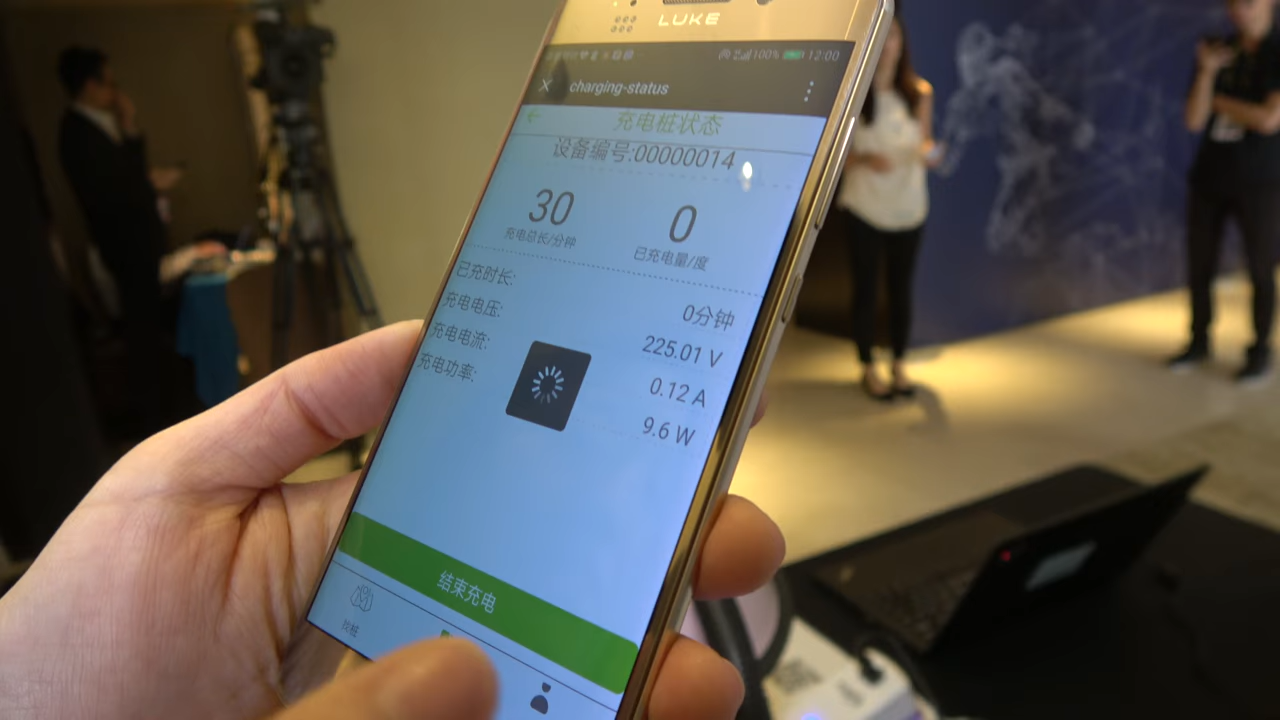 LUKE
100% 12:00
charging-status
充电桩状态
设备编号:00000014
30 0
充电总长/分钟 已充电量/度
已充时长: 0分钟
充电电压: 225.01 V
充电电流: 0.12 A
充电功率: 9.6 W
结束充电
找桩